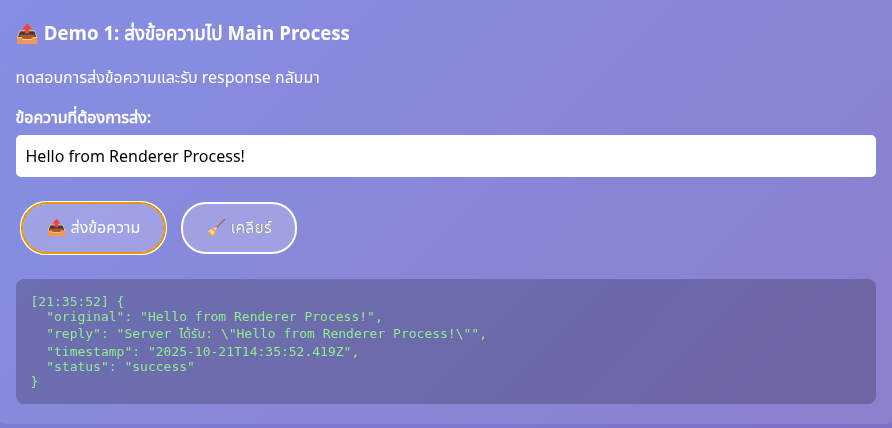 📤 Demo 1: ส่งข้อความไป Main Process
ทดสอบการส่งข้อความและรับ response กลับมา
ข้อความที่ต้องการส่ง:
Hello from Renderer Process!
📤 ส่งข้อความ
🧹 เคลียร์
[21:35:52] {
  "original": "Hello from Renderer Process!",
  "reply": "Server ได้รับ: \"Hello from Renderer Process!\"",
  "timestamp": "2025-10-21T14:35:52.419Z",
  "status": "success"
}